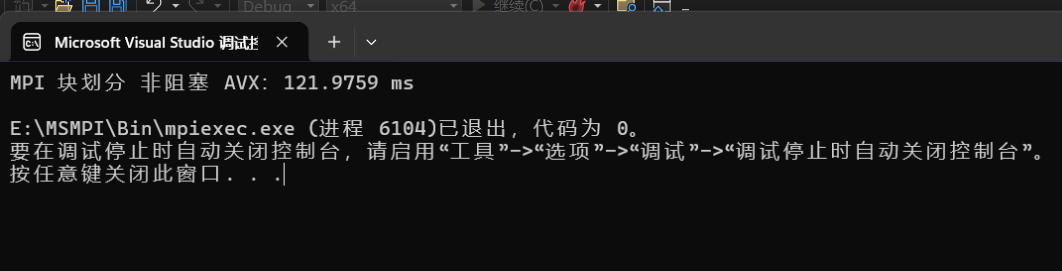 Debug
x64
继续(C)
Microsoft Visual Studio 调试控
MPI 块划分 非阻塞 AVX: 121.9759 ms
E:\MSMPI\Bin\mpiexec.exe (进程 6104)已退出，代码为 0。
要在调试停止时自动关闭控制台，请启用“工具”->“选项”->“调试”->“调试停止时自动关闭控制台”。
按任意键关闭此窗口. . .